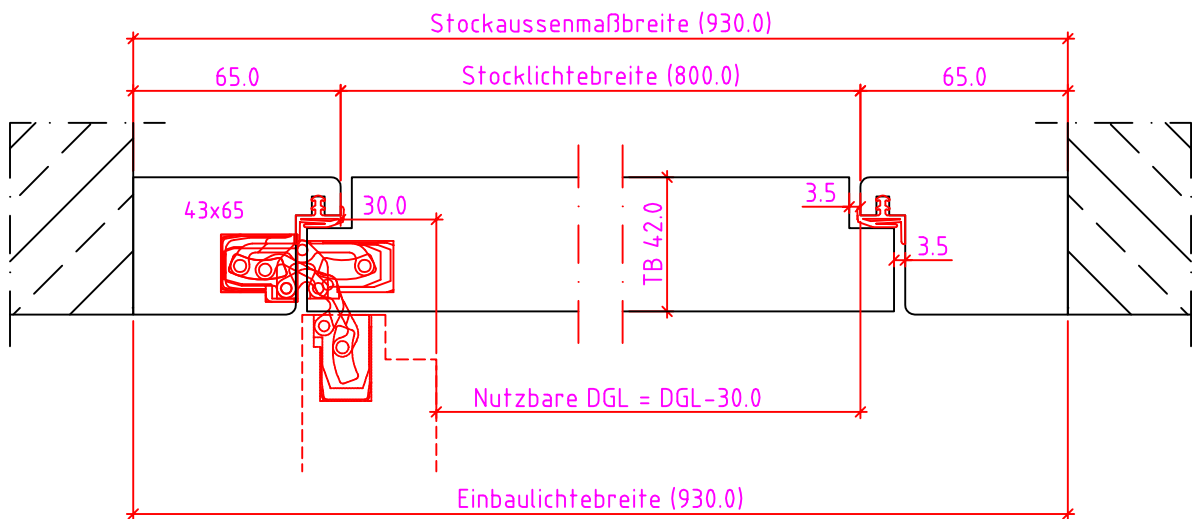 Stockaussenmaßbreite (930.0)
65.0
Stocklichtebreite (800.0)
65.0
43x65
30.0
TB 42.0
3.5
3.5
Nutzbare DGL = DGL-30.0
Einbaulichtebreite (930.0)